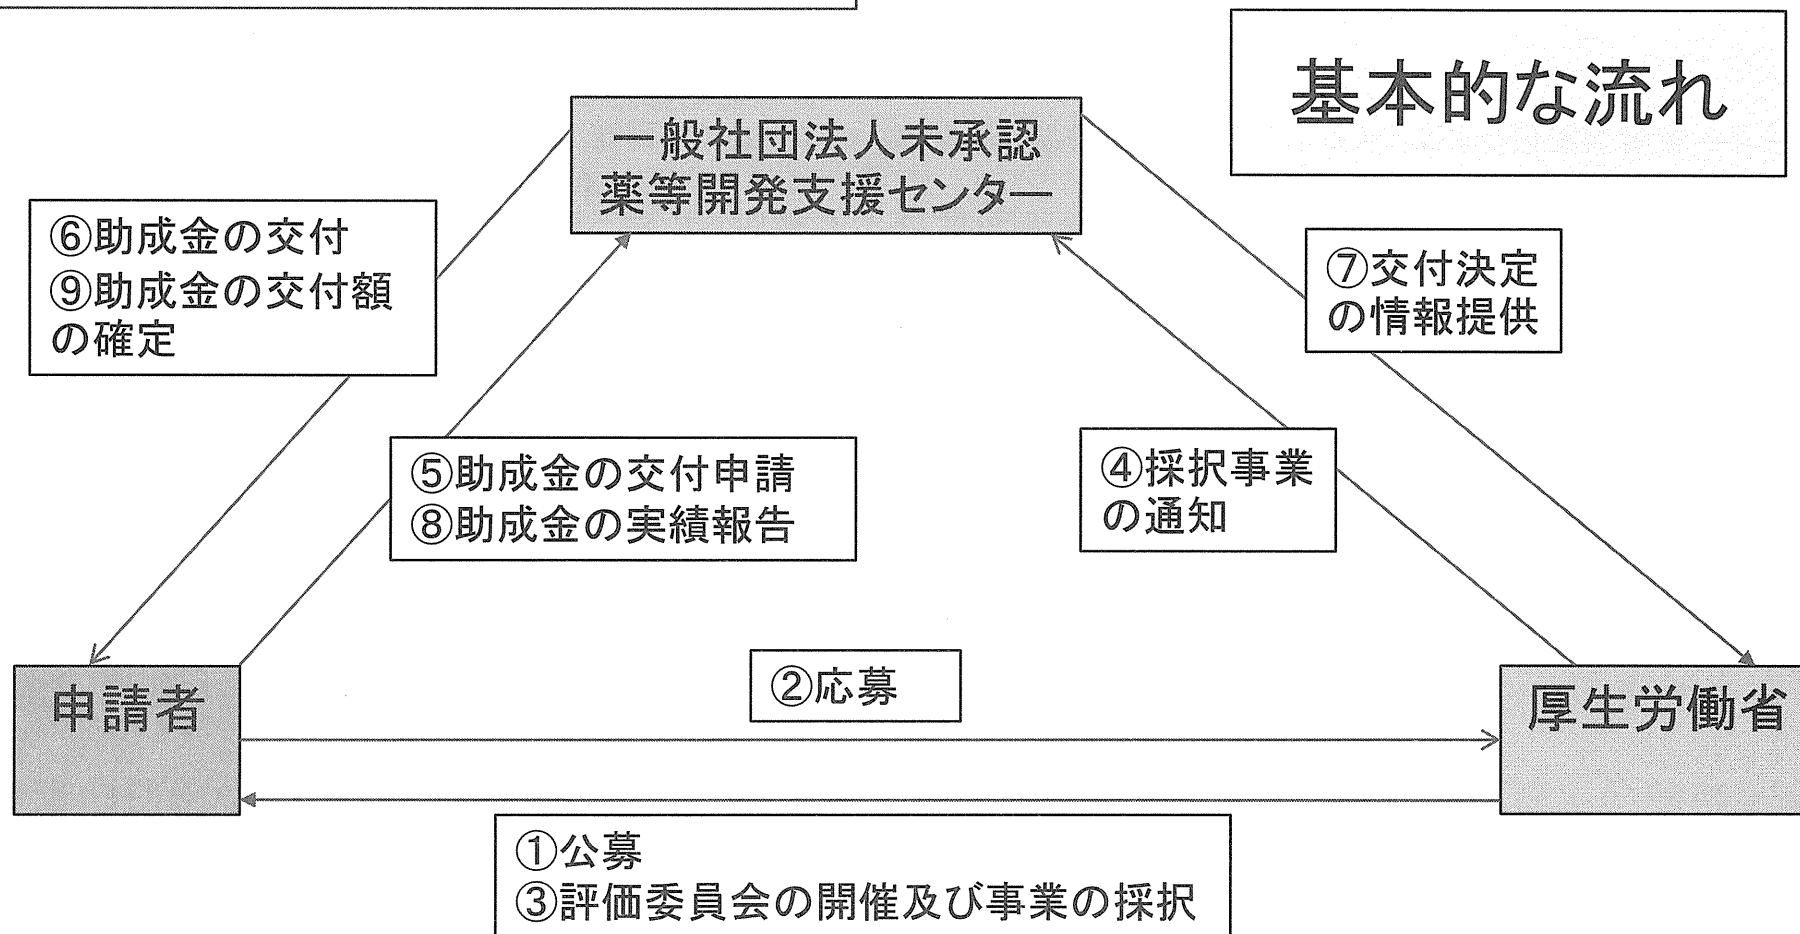 基本的な流れ
一般社団法人未承認
薬等開発支援センター
⑥助成金の交付
⑨助成金の交付額
の確定
⑦交付決定
の情報提供
⑤助成金の交付申請
⑧助成金の実績報告
④採択事業
の通知
②応募
申請者
厚生労働省
①公募
③評価委員会の開催及び事業の採択